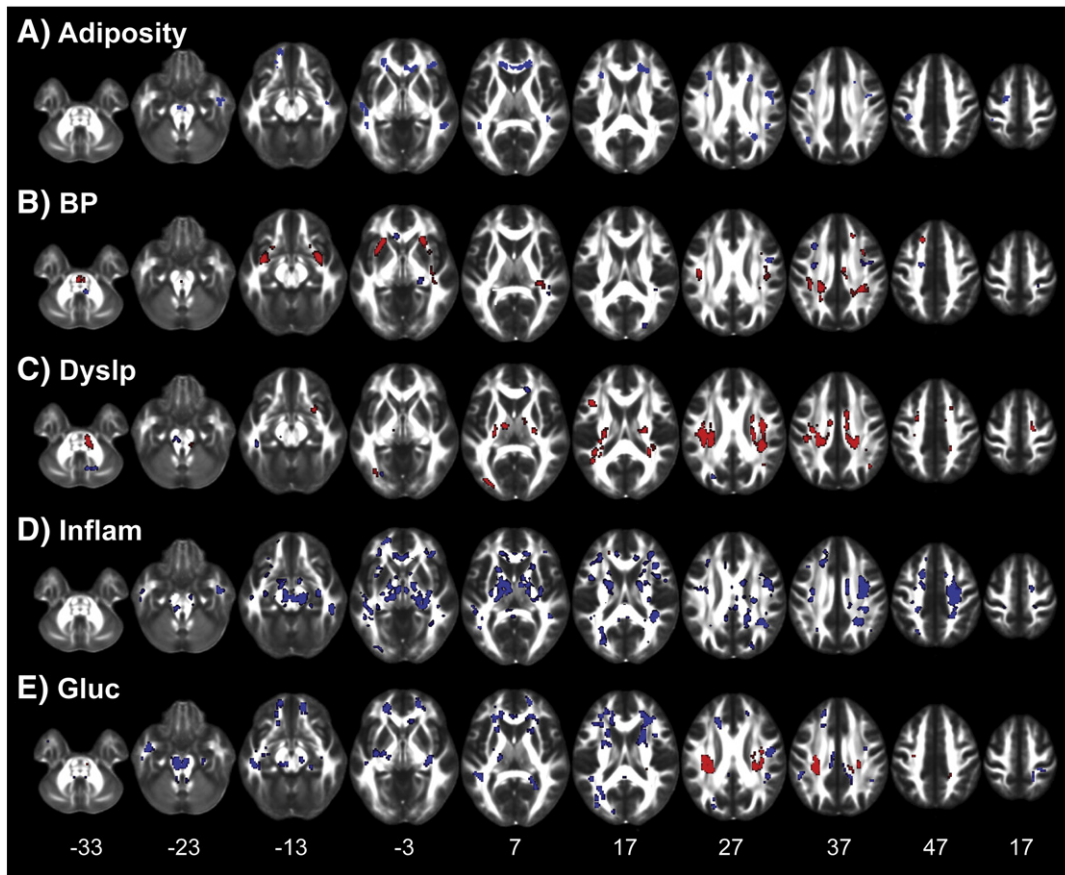 A) Adiposity
B) BP
C) Dyslp
D) Inflam
E) Gluc
-33 -23 -13 -3 7 17 27 37 47 17